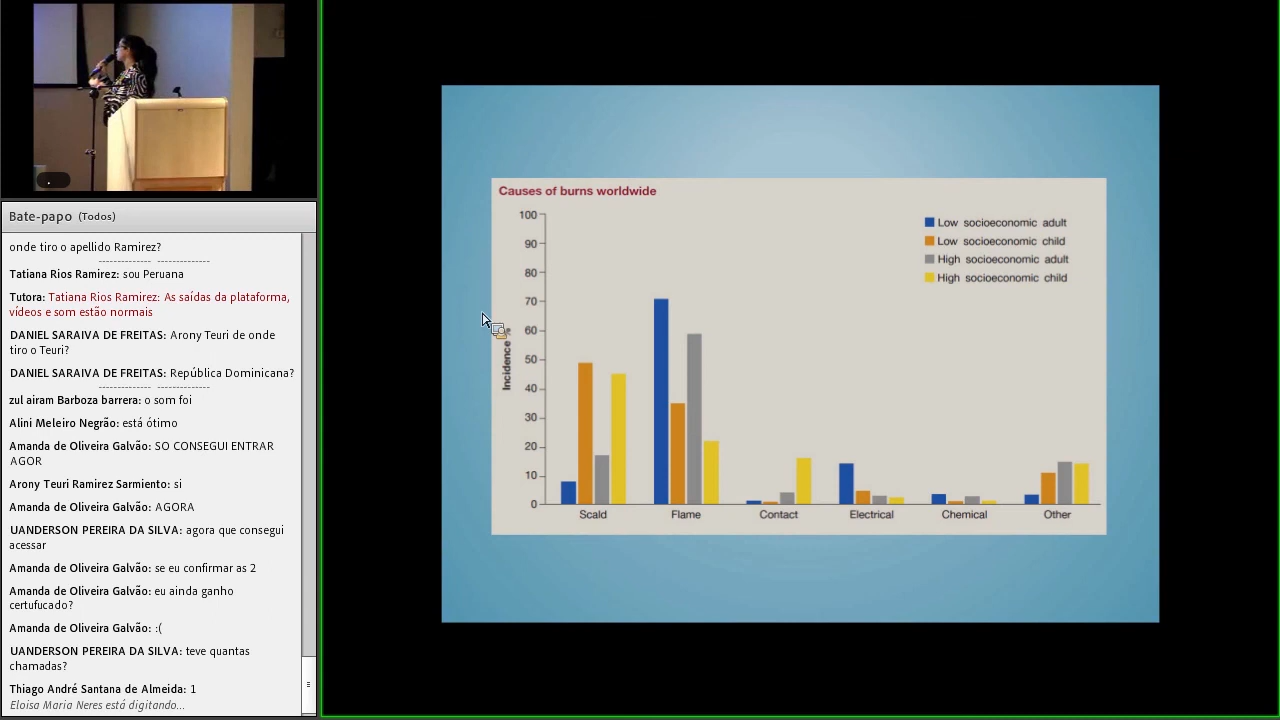 Bate-papo (Todos)
onde tiro o apellido Ramirez?
-------------- --------------
Tatiana Rios Ramirez: sou Peruana
Tutora: Tatiana Rios Ramirez: As saídas da plataforma,
vídeos e som estão normais
DANIEL SARAIVA DE FREITAS: Arony Teuri de onde
tiro o Teuri?
DANIEL SARAIVA DE FREITAS: República Dominicana?
-------------- --------------
zul airam Barboza barrera: o som foi
Alini Meleiro Negrão: está ótimo
Amanda de Oliveira Galvão: SO CONSEGUI ENTRAR
AGOR
Arony Teuri Ramirez Sarmiento: si
Amanda de Oliveira Galvão: AGORA
UANDERSON PEREIRA DA SILVA: agora que consegui
acessar
Amanda de Oliveira Galvão: se eu confirmar as 2
Amanda de Oliveira Galvão: eu ainda ganho
certufucado?
Amanda de Oliveira Galvão: :(
UANDERSON PEREIRA DA SILVA: teve quantas
chamadas?
Thiago André Santana de Almeida: 1
Eloisa Maria Neres está digitando...
Causes of burns worldwide
Low socioeconomic adult
Low socioeconomic child
High socioeconomic adult
High socioeconomic child
Incidence %
100
90
80
70
60
50
40
30
20
10
0
Scald Flame Contact Electrical Chemical Other